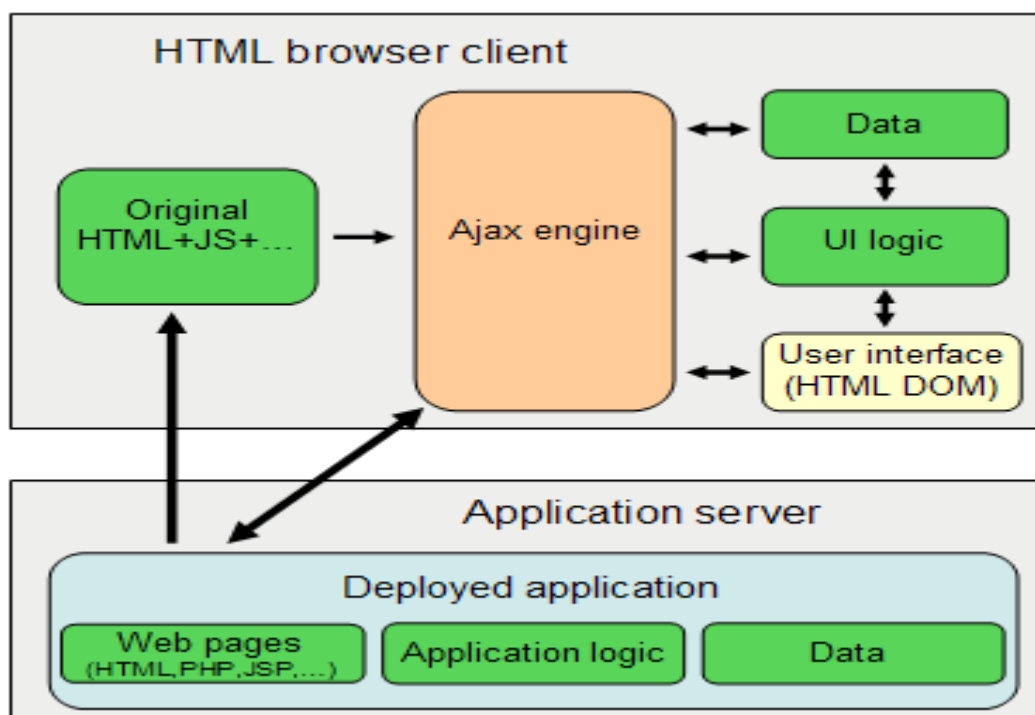 HTML browser client
Original
HTML+JS+...
Ajax engine
Data
UI logic
User interface
(HTML DOM)
Application server
Deployed application
Web pages
(HTML,PHP,JSP,...)
Application logic
Data